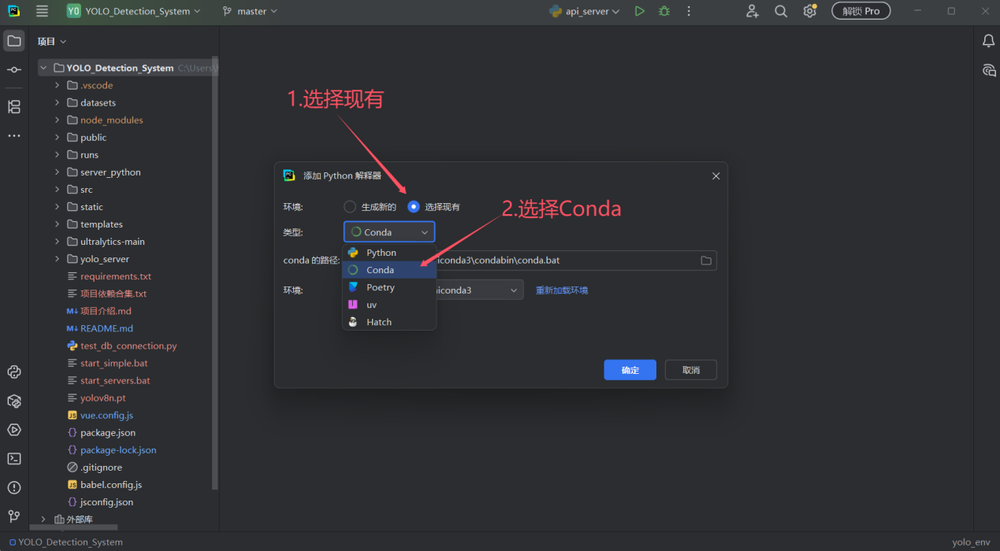 YO YOLO_Detection_System master api_server 解锁 Pro
项目
YOLO_Detection_System C:\Users\
.vscode
datasets
node_modules
public
runs
server_python
src
static
templates
ultralytics-main
yolo_server
requirements.txt
项目依赖合集.txt
M↓ 项目介绍.md
M↓ README.md
test_db_connection.py
start_simple.bat
start_servers.bat
yolov8n.pt
JS vue.config.js
{} package.json
{} package-lock.json
.gitignore
JS babel.config.js
{} jsconfig.json
外部库
1.选择现有
PC 添加 Python 解释器
环境: 生成新的 选择现有
2.选择Conda
类型: Conda
Python
conda 的路径: iconda3\condabin\conda.bat
Conda
Poetry
环境: iconda3 重新加载环境
uv
Hatch
确定 取消
YOLO_Detection_System yolo_env